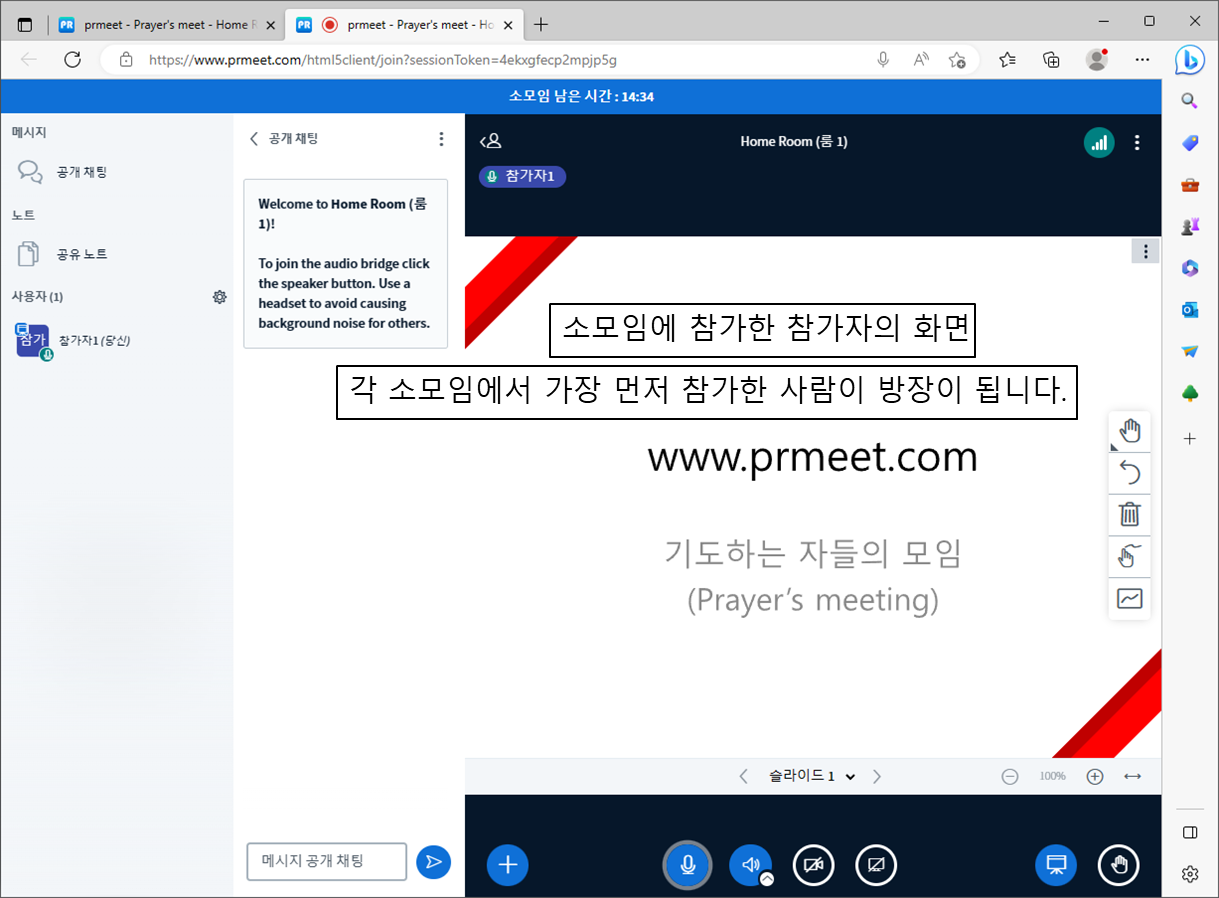 prmeet - Prayer's meet - Home R
prmeet - Prayer's meet - Ho
https://www.prmeet.com/html5client/join?sessionToken=4ekxgfecp2mpjp5g
소모임 남은 시간 : 14:34
메시지
공개 채팅
노트
공유 노트
사용자 (1)
참가
참가자1 (당신)
공개 채팅
Welcome to Home Room (룸
1)!
To join the audio bridge click
the speaker button. Use a
headset to avoid causing
background noise for others.
메시지 공개 채팅
Home Room (룸 1)
참가자1
소모임에 참가한 참가자의 화면
각 소모임에서 가장 먼저 참가한 사람이 방장이 됩니다.
www.prmeet.com
기도하는 자들의 모임
(Prayer's meeting)
슬라이드 1
100%